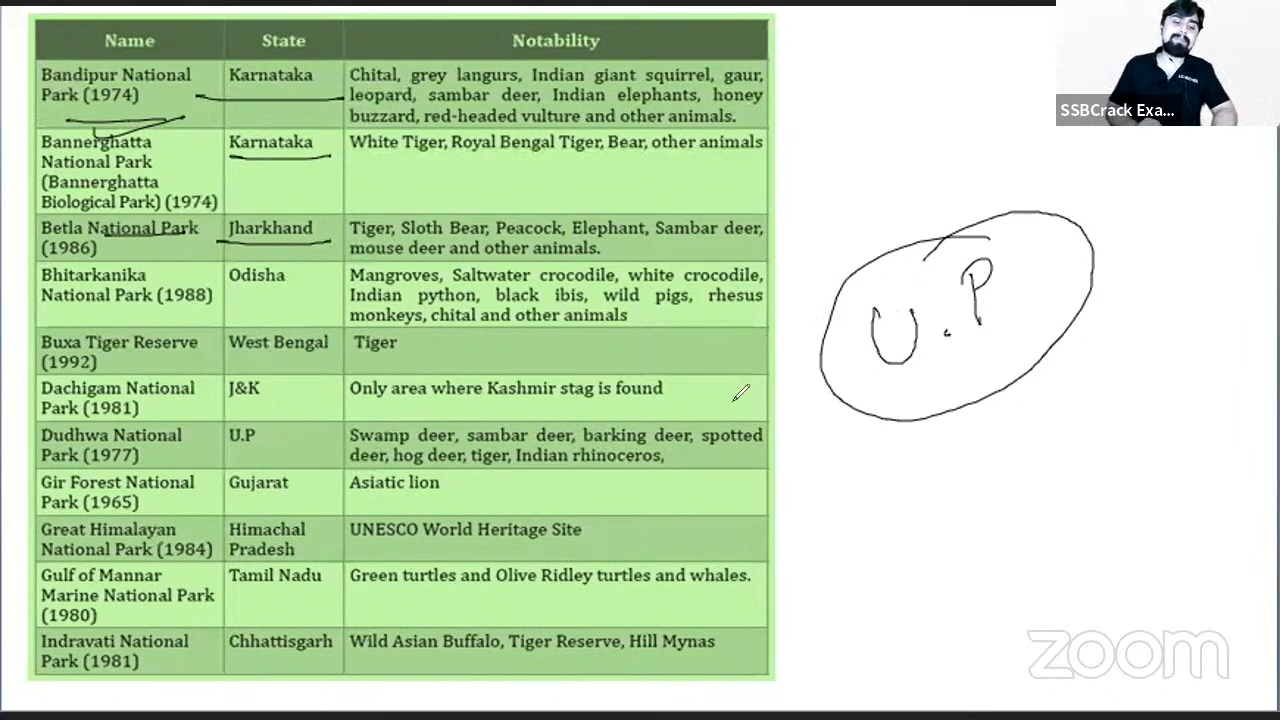 Name State Notability
Bandipur National Karnataka Chital, grey langurs, Indian giant squirrel, gaur,
Park (1974) leopard, sambar deer, Indian elephants, honey
buzzard, red-headed vulture and other animals.
Bannerghatta Karnataka White Tiger, Royal Bengal Tiger, Bear, other animals
National Park
(Bannerghatta
Biological Park) (1974)
Betla National Park Jharkhand Tiger, Sloth Bear, Peacock, Elephant, Sambar deer,
(1986) mouse deer and other animals.
Bhitarkanika Odisha Mangroves, Saltwater crocodile, white crocodile,
National Park (1988) Indian python, black ibis, wild pigs, rhesus
monkeys, chital and other animals
Buxa Tiger Reserve West Bengal Tiger
(1992)
Dachigam National J&K Only area where Kashmir stag is found
Park (1981)
Dudhwa National U.P Swamp deer, sambar deer, barking deer, spotted
Park (1977) deer, hog deer, tiger, Indian rhinoceros,
Gir Forest National Gujarat Asiatic lion
Park (1965)
Great Himalayan Himachal UNESCO World Heritage Site
National Park (1984) Pradesh
Gulf of Mannar Tamil Nadu Green turtles and Olive Ridley turtles and whales.
Marine National Park
(1980)
Indravati National Chhattisgarh Wild Asian Buffalo, Tiger Reserve, Hill Mynas
Park (1981)
SSBCrack Exa...
U.P
zoom